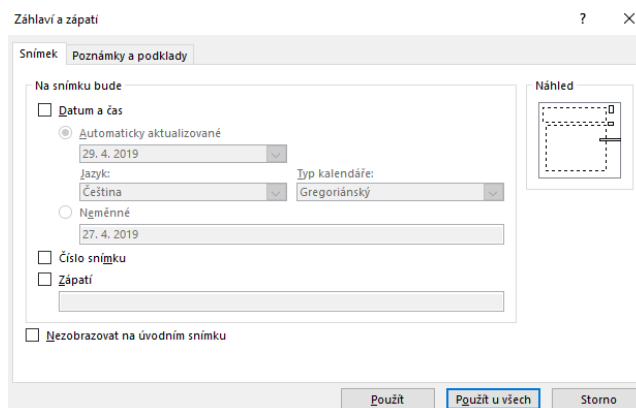 Záhlaví a zápatí
Snímek Poznámky a podklady
Na snímku bude
Datum a čas
Automaticky aktualizované
29. 4. 2019
Jazyk: Typ kalendáře:
Čeština Gregoriánský
Neměnné
27. 4. 2019
Číslo snímku
Zápatí
Nezobrazovat na úvodním snímku
Náhled
Použít Použít u všech Storno